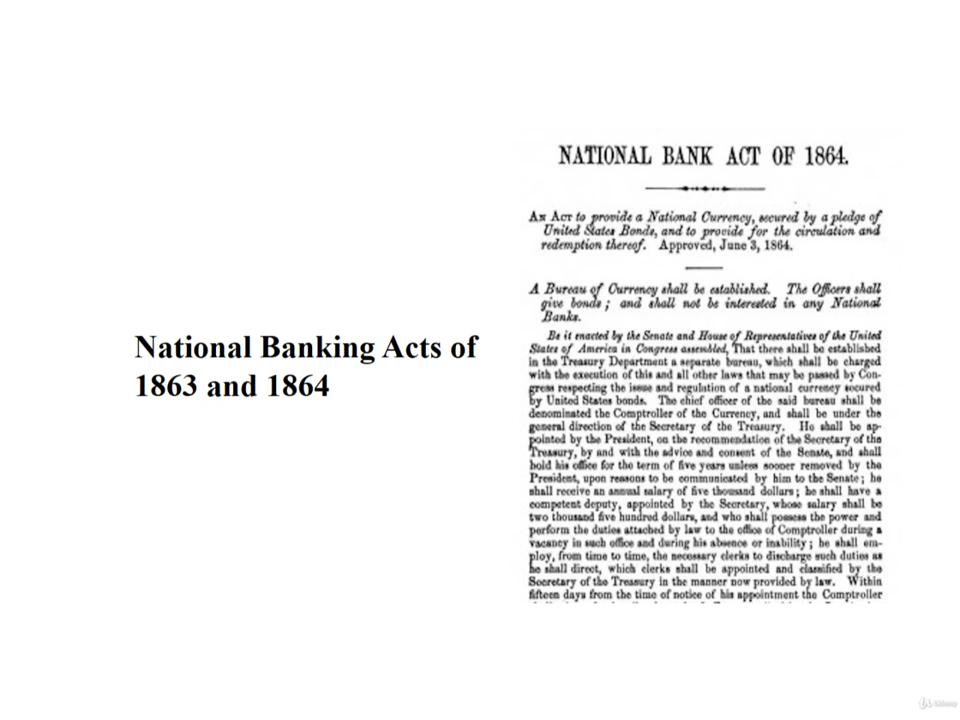 National Banking Acts of
1863 and 1864
NATIONAL BANK ACT OF 1864.
AN ACT to provide a National Currency, secured by a pledge of
United States Bonds, and to provide for the circulation and
redemption thereof. Approved, June 3, 1864.
A Bureau of Currency shall be established. The Officers shall
give bonds; and shall not be interested in any National
Banks.
Be it enacted by the Senate and House of Representatives of the United
States of America in Congress assembled, That there shall be established
in the Treasury Department a separate bureau, which shall be charged
with the execution of this and all other laws that may be passed by Con-
gress respecting the issue and regulation of a national currency secured
by United States bonds. The chief officer of the said bureau shall be
denominated the Comptroller of the Currency, and shall be under the
general direction of the Secretary of the Treasury. He shall be ap-
pointed by the President, on the recommendation of the Secretary of the
Treasury, by and with the advice and consent of the Senate, and shall
hold his office for the term of five years unless sooner removed by the
President, upon reasons to be communicated by him to the Senate; he
shall receive an annual salary of five thousand dollars; he shall have a
competent deputy, appointed by the Secretary, whose salary shall be
two thousand five hundred dollars, and who shall possess the power and
perform the duties attached by law to the office of Comptroller during a
vacancy in such office and during his absence or inability; he shall em-
ploy, from time to time, the necessary clerks to discharge such duties as
he shall direct, which clerks shall be appointed and classified by the
Secretary of the Treasury in the manner now provided by law. Within
fifteen days from the time of notice of his appointment the Comptroller
Udemy